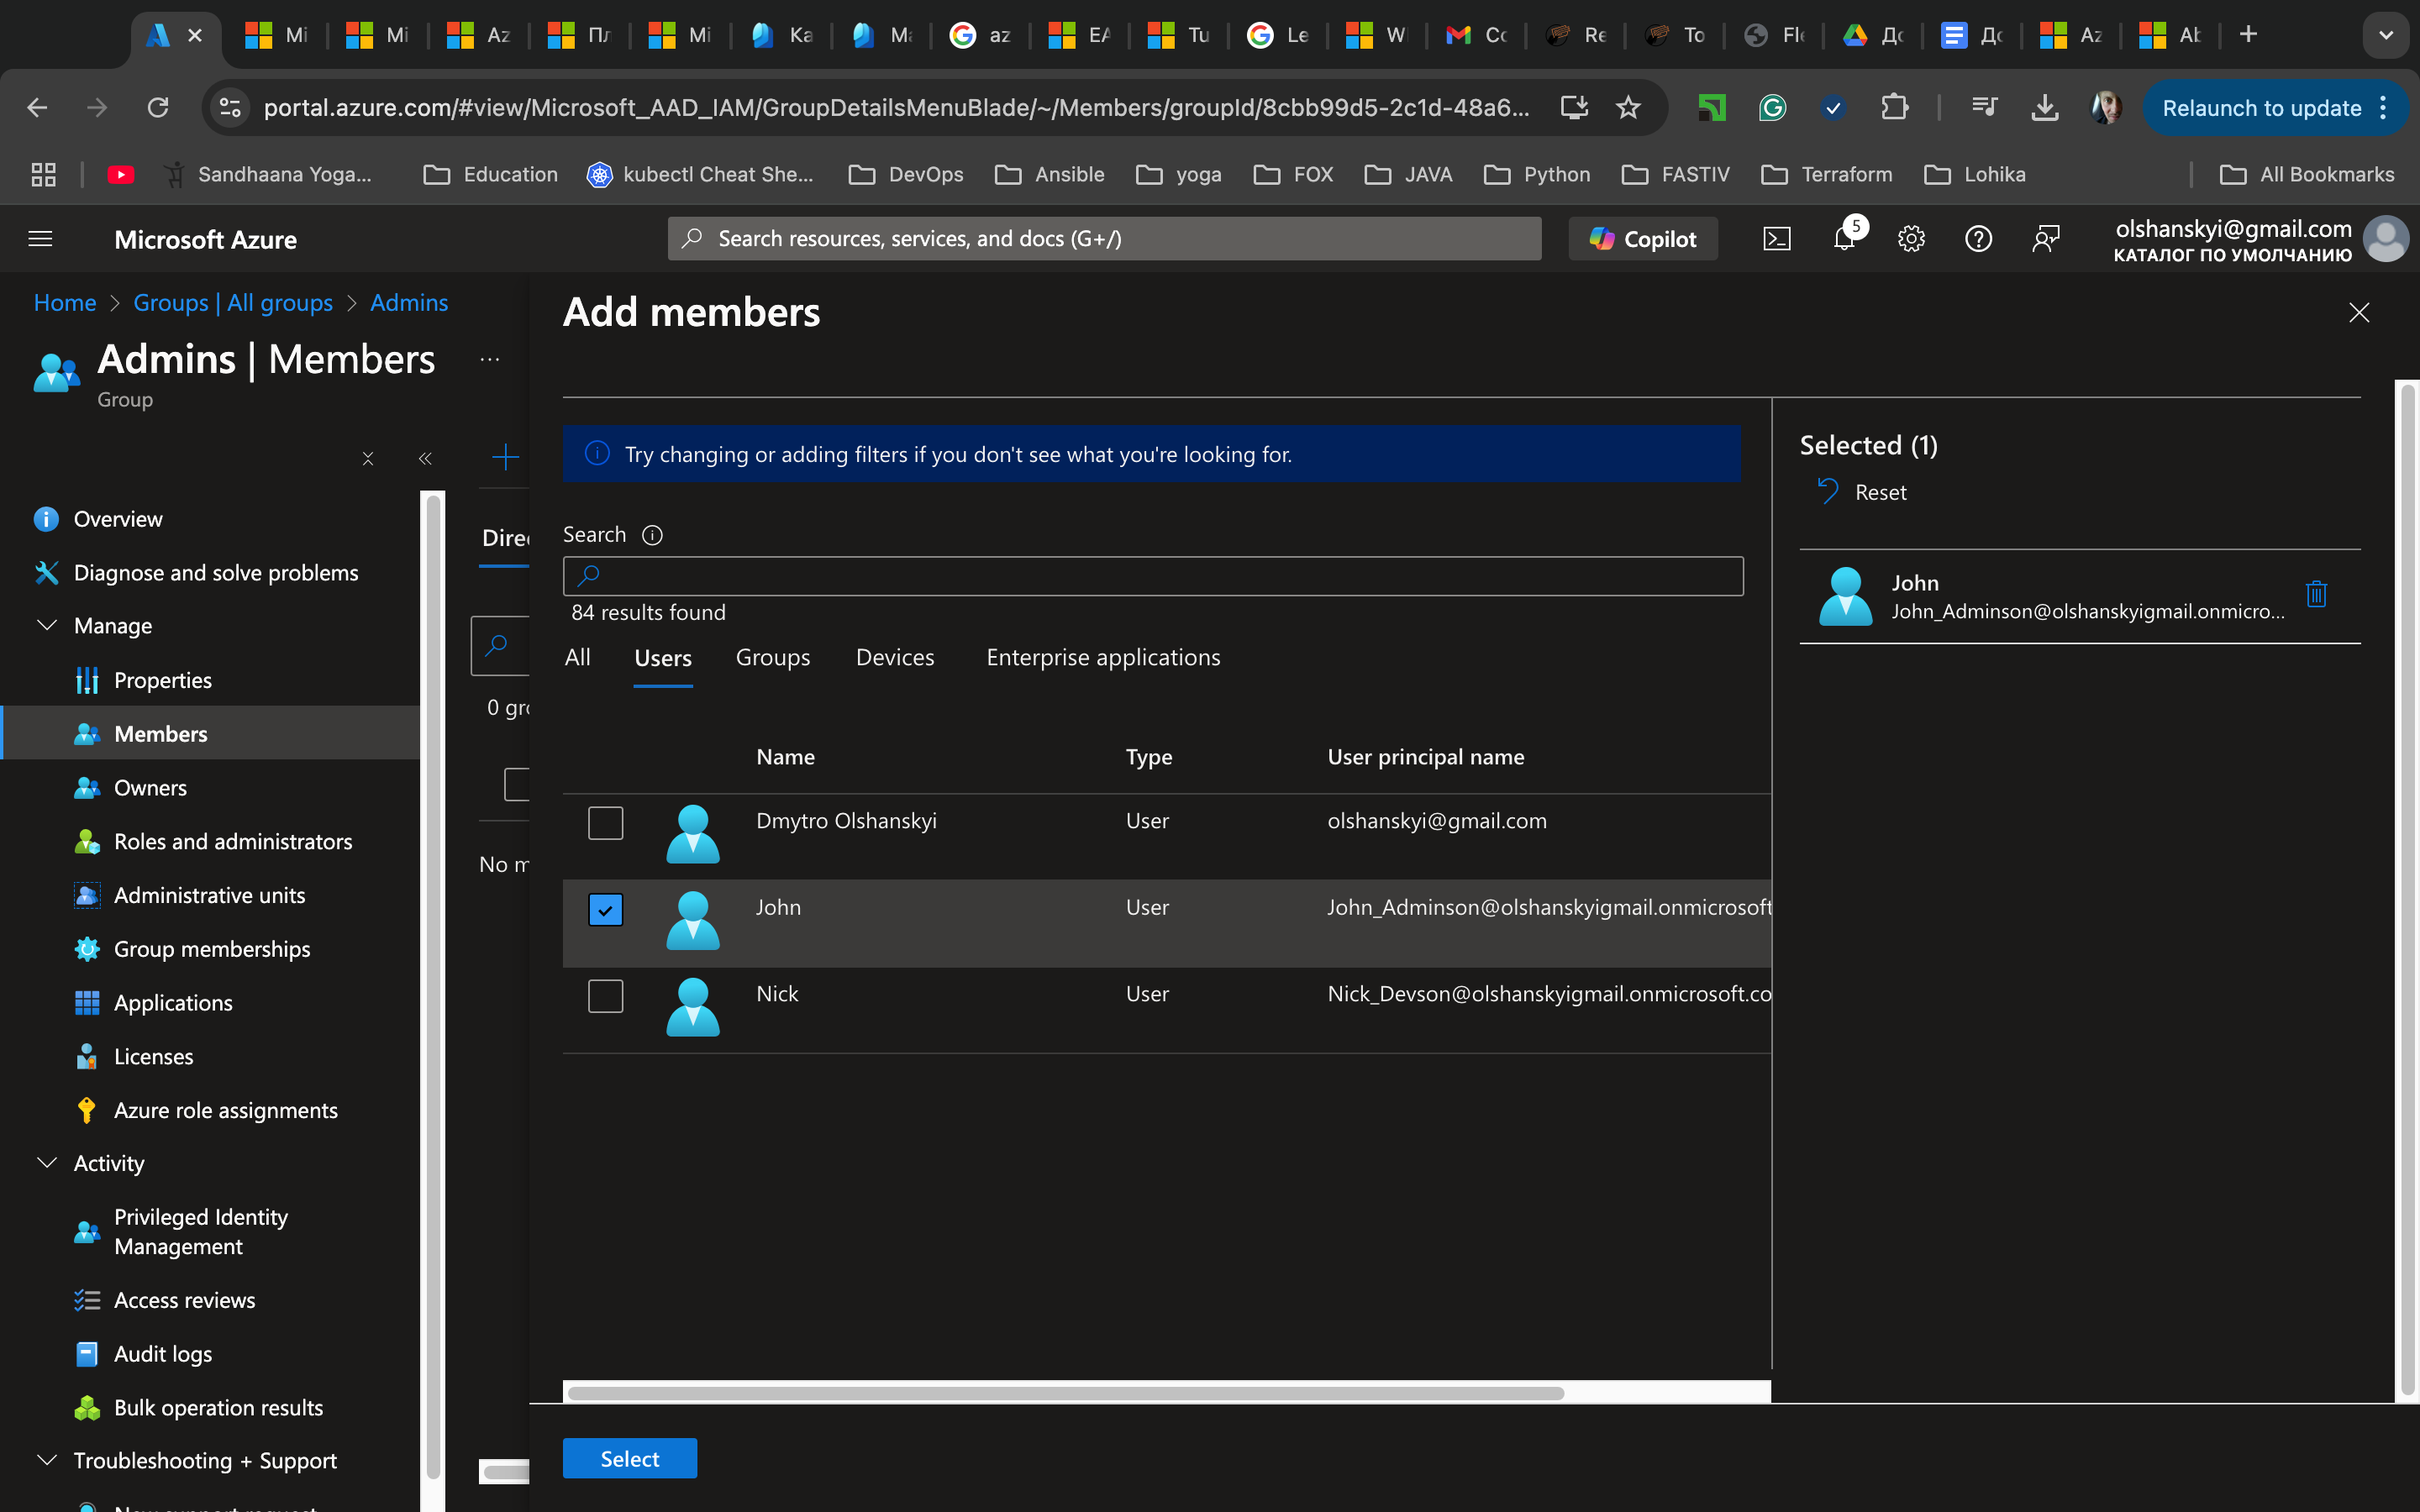 Mi
Mi
Az
Пл
Mi
Ka
Ma
az
EA
Tu
Le
W
Co
Re
To
Fle
До
До
Az
Ab
portal.azure.com/#view/Microsoft_AAD_IAM/GroupDetailsMenuBlade/~/Members/groupId/8cbb99d5-2c1d-48a6...
Relaunch to update
Sandhaana Yoga...
Education
kubectl Cheat She...
DevOps
Ansible
yoga
FOX
JAVA
Python
FASTIV
Terraform
Lohika
All Bookmarks
Microsoft Azure
Search resources, services, and docs (G+/)
Copilot
5
olshanskyi@gmail.com
КАТАЛОГ ПО УМОЛЧАНИЮ
Home > Groups | All groups > Admins
Admins | Members
...
Group
Overview
Diagnose and solve problems
Manage
Properties
Members
Owners
Roles and administrators
Administrative units
Group memberships
Applications
Licenses
Azure role assignments
Activity
Privileged Identity
Management
Access reviews
Audit logs
Bulk operation results
Troubleshooting + Support
New support request
Direc
0 gro
No m
Add members
Try changing or adding filters if you don't see what you're looking for.
Search
84 results found
All
Users
Groups
Devices
Enterprise applications
Name
Type
User principal name
Dmytro Olshanskyi
User
olshanskyi@gmail.com
John
User
John_Adminson@olshanskyigmail.onmicrosoft
Nick
User
Nick_Devson@olshanskyigmail.onmicrosoft.co
Selected (1)
Reset
John
John_Adminson@olshanskyigmail.onmicro...
Select